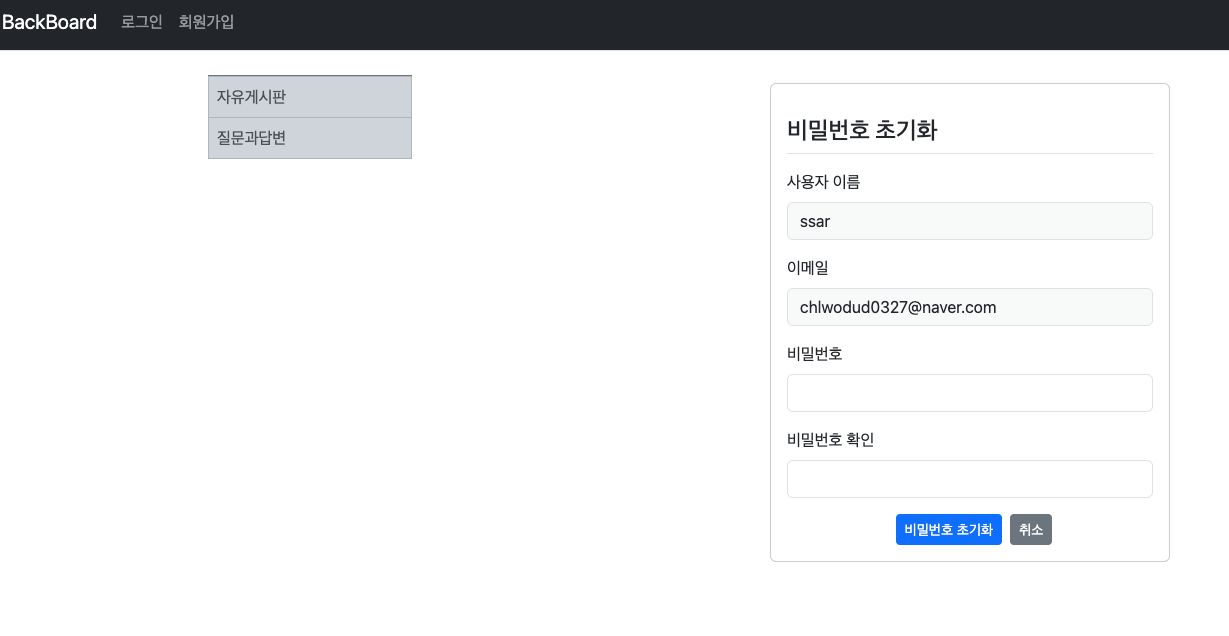 BackBoard 로그인 회원가입
자유게시판
질문과답변
비밀번호 초기화
사용자 이름
ssar
이메일
chlwodud0327@naver.com
비밀번호
비밀번호 확인
비밀번호 초기화 취소